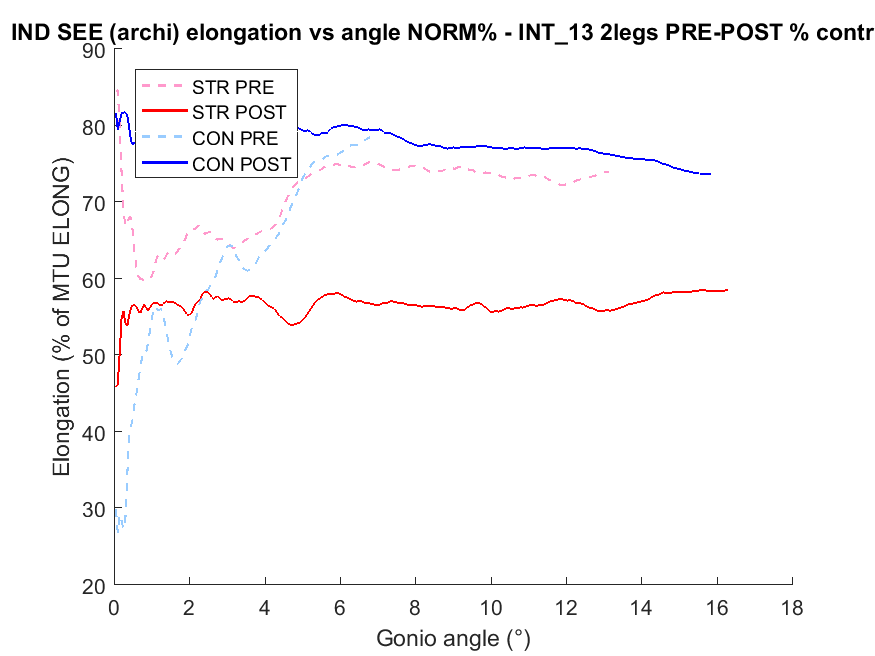 IND SEE (archi) elongation vs angle NORM% - INT_13 2legs PRE-POST % contr
90
80
70
60
50
40
30
20
Elongation (% of MTU ELONG)
STR PRE
STR POST
CON PRE
CON POST
0 2 4 6 8 10 12 14 16 18
Gonio angle (°)